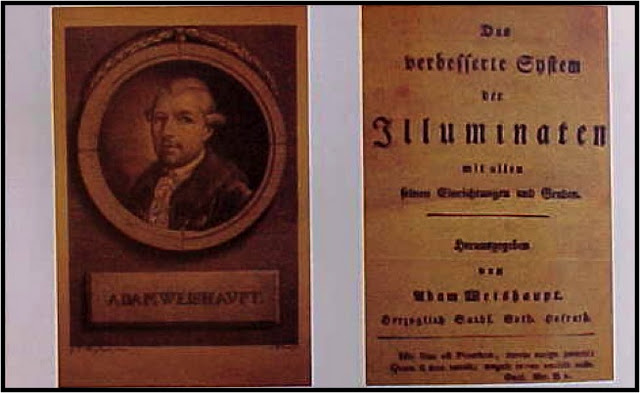 ADAM WEISHAVPT.
Das
verbesserte System
der
Illuminaten
mit allen
seinen Einrichtungen und Graden.
Herausgegeben
von
Adam Weishaupt.
Herzoglich Sachs. Goth. Hofrath.